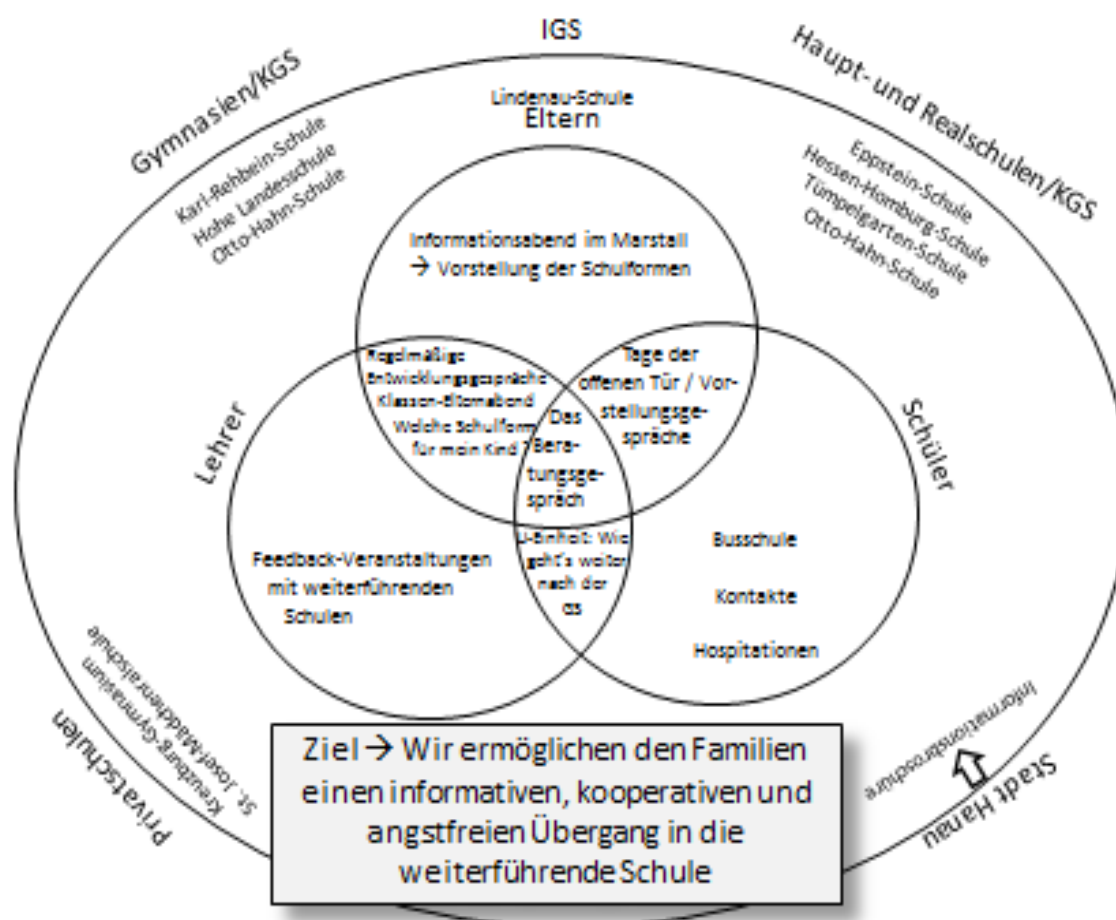 IGS
Gymnasien/KGS
Haupt- und Realschulen/KGS
Lindenau-Schule
Eltern
Karl-Rehbein-Schule
Hohe Landesschule
Otto-Hahn-Schule
Eppstein-Schule
Hessen-Homburg-Schule
Tümpelgarten-Schule
Otto-Hahn-Schule
Informationsabend im Marstall
→ Vorstellung der Schulformen
Regelmäßige
Entwicklungsgespräche
Klassen-Elternabend
Welche Schulform
für mein Kind ?
Tage der
offenen Tür / Vor-
stellungsge-
spräche
Das
Bera-
tungsge-
spräch
Lehrer
Schüler
Feedback-Veranstaltungen
mit weiterführenden
Schulen
U-Einheit: Wie
geht's weiter
nach der
GS
Busschule
Kontakte
Hospitationen
Privatschulen
Kreuzburg-Gymnasium
St. Josef-Mädchenralschule
Informationsbroschüre
Stadt Hanau
Ziel → Wir ermöglichen den Familien
einen informativen, kooperativen und
angstfreien Übergang in die
weiterführende Schule